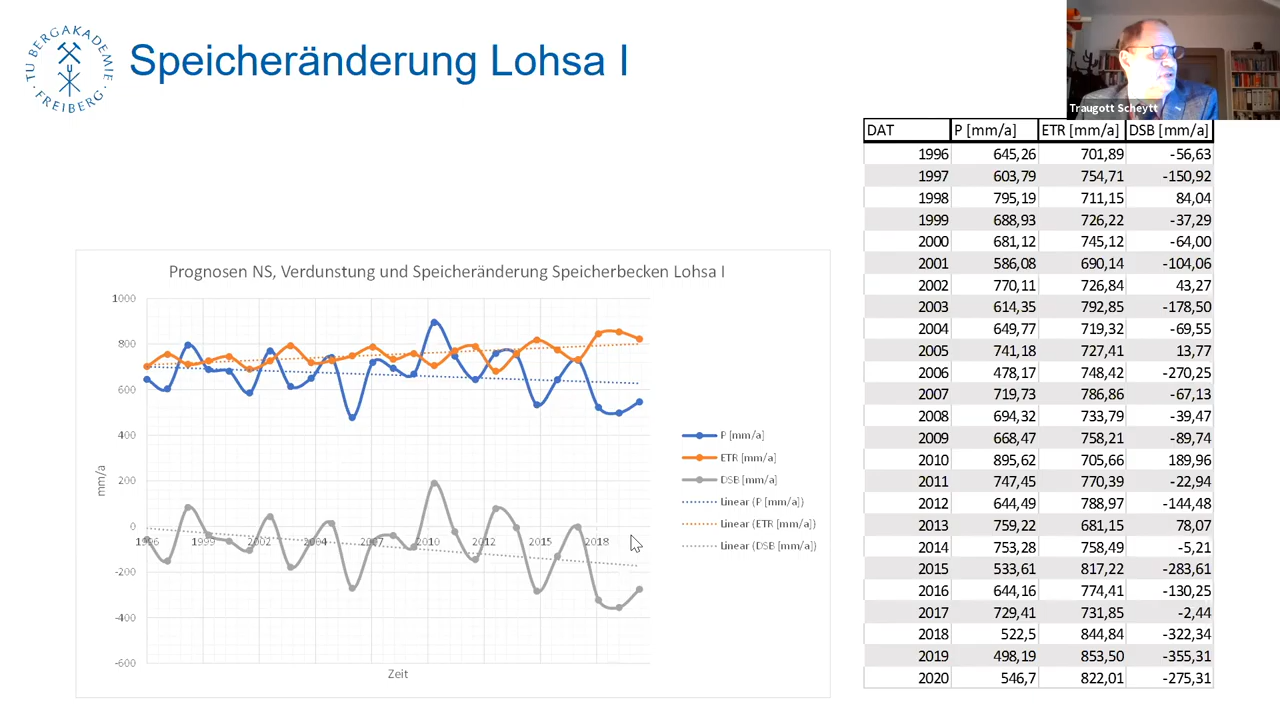 TU BERGAKADEMIE
· FREIBERG ·
Speicheränderung Lohsa I
Traugott Scheytt
DAT P [mm/a] ETR [mm/a] DSB [mm/a]
1996 645,26 701,89 -56,63
1997 603,79 754,71 -150,92
1998 795,19 711,15 84,04
1999 688,93 726,22 -37,29
2000 681,12 745,12 -64,00
2001 586,08 690,14 -104,06
2002 770,11 726,84 43,27
2003 614,35 792,85 -178,50
2004 649,77 719,32 -69,55
2005 741,18 727,41 13,77
2006 478,17 748,42 -270,25
2007 719,73 786,86 -67,13
2008 694,32 733,79 -39,47
2009 668,47 758,21 -89,74
2010 895,62 705,66 189,96
2011 747,45 770,39 -22,94
2012 644,49 788,97 -144,48
2013 759,22 681,15 78,07
2014 753,28 758,49 -5,21
2015 533,61 817,22 -283,61
2016 644,16 774,41 -130,25
2017 729,41 731,85 -2,44
2018 522,5 844,84 -322,34
2019 498,19 853,50 -355,31
2020 546,7 822,01 -275,31
Prognosen NS, Verdunstung und Speicheränderung Speicherbecken Lohsa I
1000
800
600
400
200
0
-200
-400
-600
mm/a
1996 1999 2002 2004 2007 2010 2012 2015 2018
Zeit
P [mm/a]
ETR [mm/a]
DSB [mm/a]
Linear (P [mm/a])
Linear (ETR [mm/a])
Linear (DSB [mm/a])